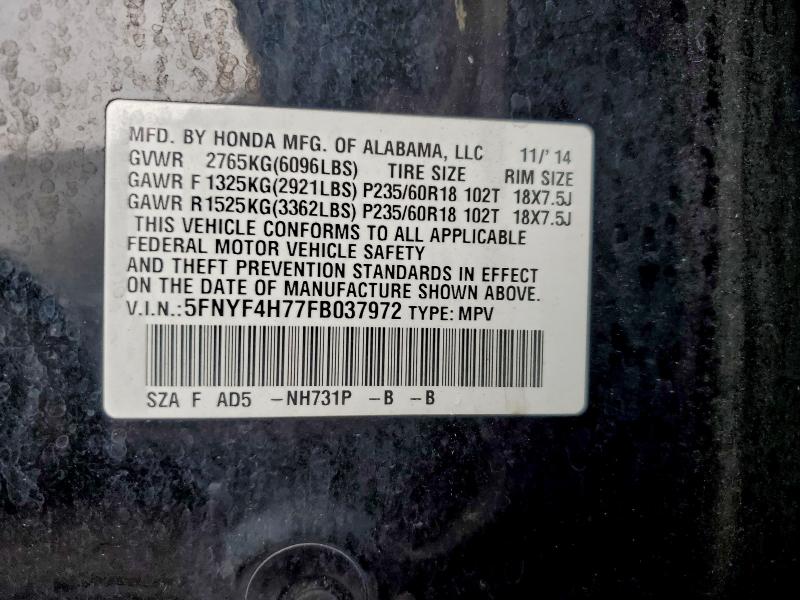 MFD. BY HONDA MFG. OF ALABAMA, LLC 11/' 14
GVWR 2765KG(6096LBS) TIRE SIZE RIM SIZE
GAWR F 1325KG(2921LBS) P235/60R18 102T 18X7.5J
GAWR R1525KG(3362LBS) P235/60R18 102T 18X7.5J
THIS VEHICLE CONFORMS TO ALL APPLICABLE
FEDERAL MOTOR VEHICLE SAFETY
AND THEFT PREVENTION STANDARDS IN EFFECT
ON THE DATE OF MANUFACTURE SHOWN ABOVE.
V.I.N.:5FNYF4H77FB037972 TYPE: MPV
SZA F AD5 -NH731P -B -B